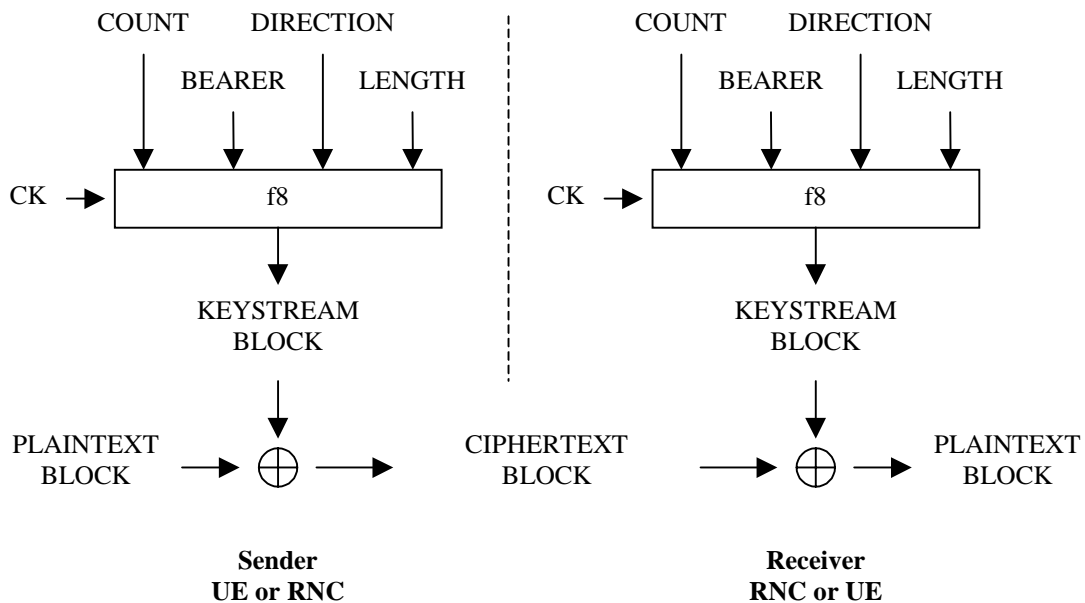 COUNT DIRECTION
BEARER LENGTH
CK f8
KEYSTREAM
BLOCK
COUNT DIRECTION
BEARER LENGTH
CK f8
KEYSTREAM
BLOCK
PLAINTEXT
BLOCK
CIPHERTEXT
BLOCK
PLAINTEXT
BLOCK
Sender
UE or RNC
Receiver
RNC or UE